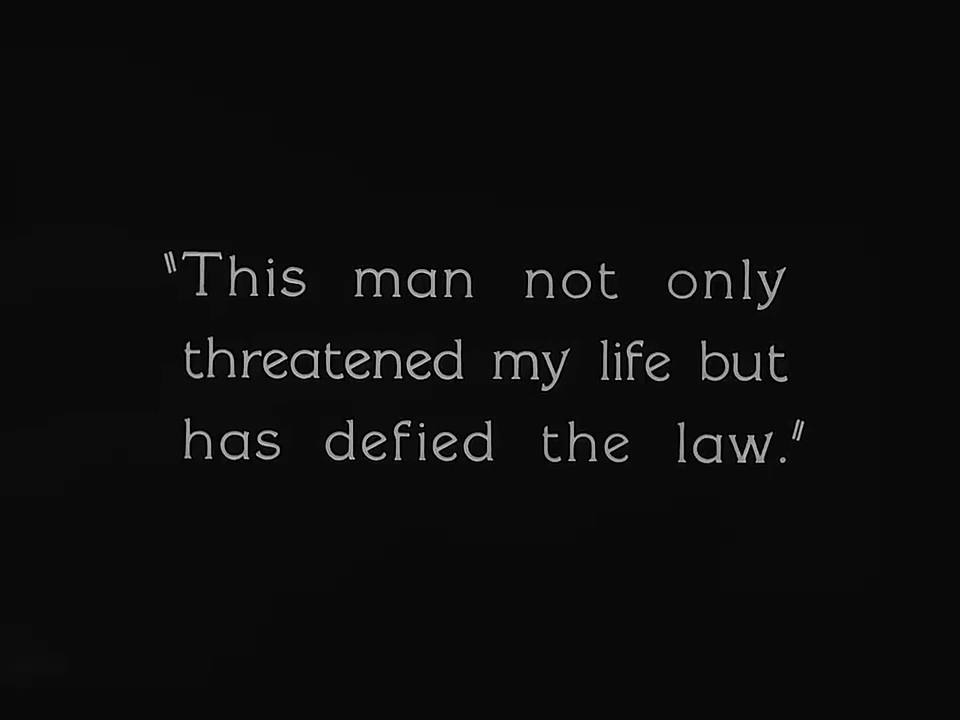 "This man not only
threatened my life but
has defied the law."